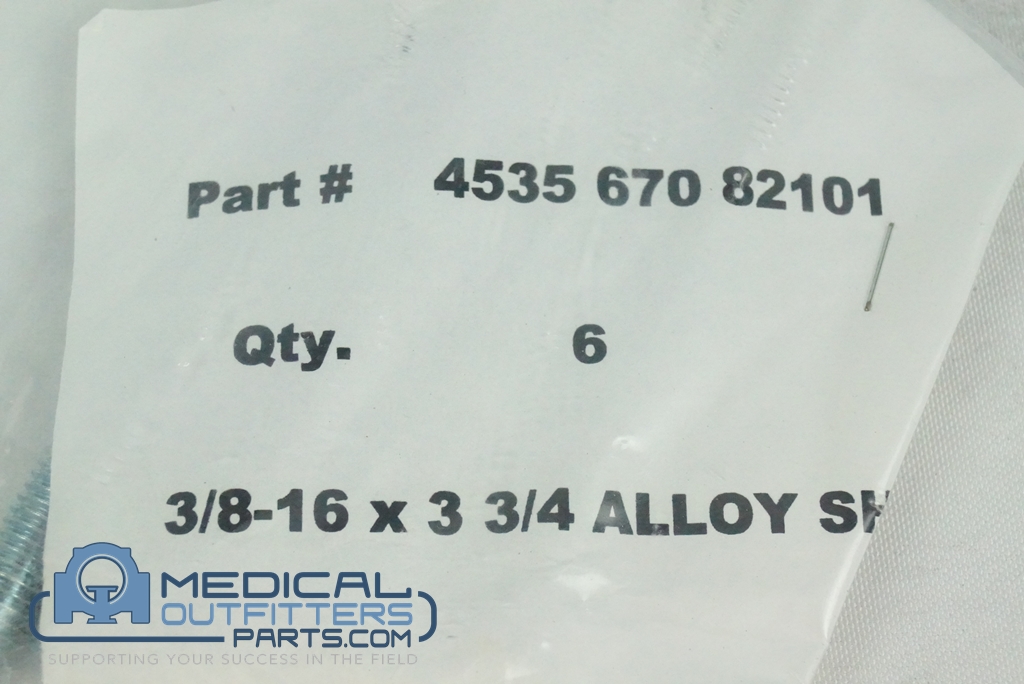 Part # 4535 670 82101
Qty. 6
3/8-16 x 3 3/4 ALLOY
MEDICAL
OUTFITTERS
PARTS.COM
SUPPORTING YOUR SUCCESS IN THE FIELD